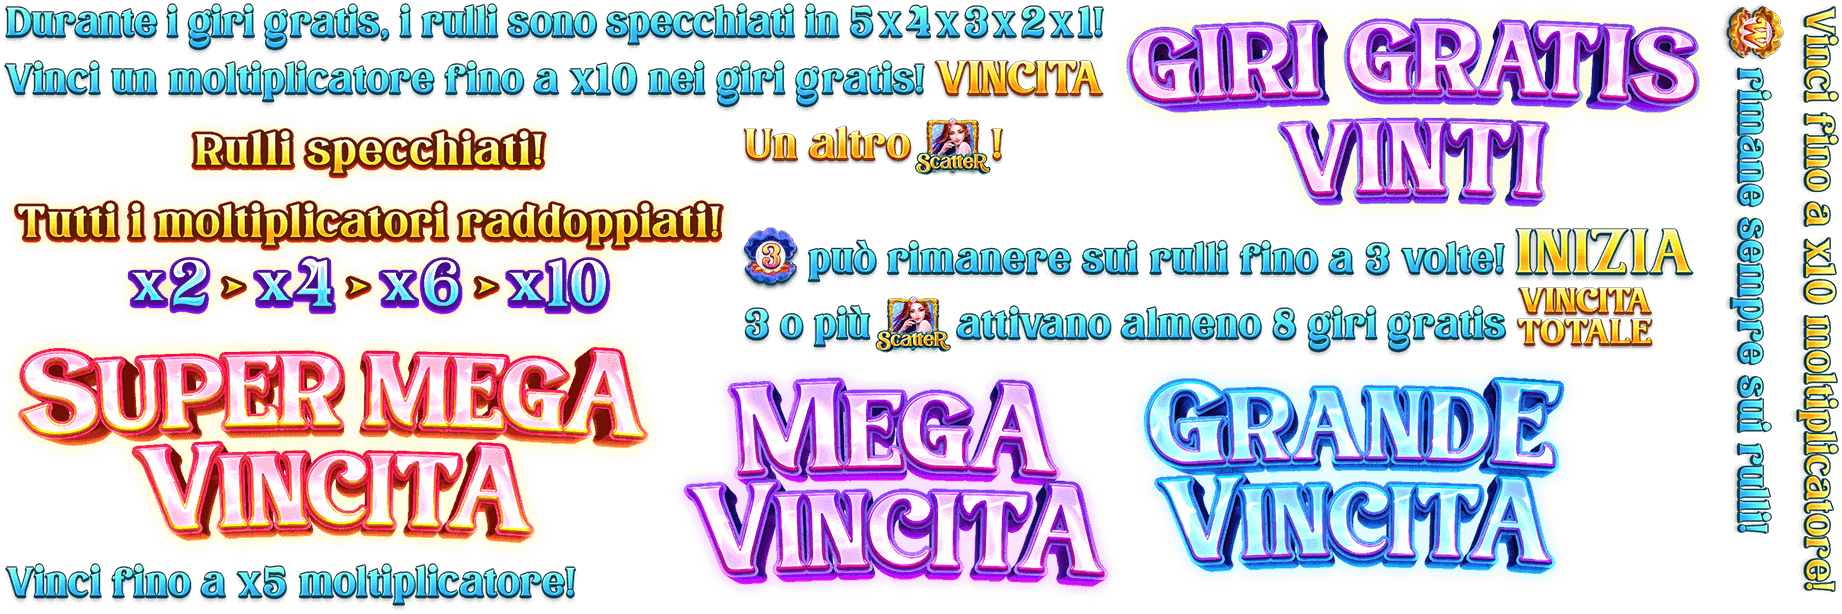 Durante i giri gratis, i rulli sono specchiati in 5x4x3x2x1!
Vinci un moltiplicatore fino a x10 nei giri gratis!
VINCITA
GIRI GRATIS
VINTI
Rulli specchiati!
Un altro SCatteR!
Tutti i moltiplicatori raddoppiati!
x2 > x4 > x6 > x10
3 può rimanere sui rulli fino a 3 volte!
INIZIA
3 o più SCatteR attivano almeno 8 giri gratis
VINCITA
TOTALE
SUPER MEGA
VINCITA
MEGA
VINCITA
GRANDE
VINCITA
Vinci fino a x5 moltiplicatore!
W rimane sempre sui rulli!
Vinci fino a x10 moltiplicatore!